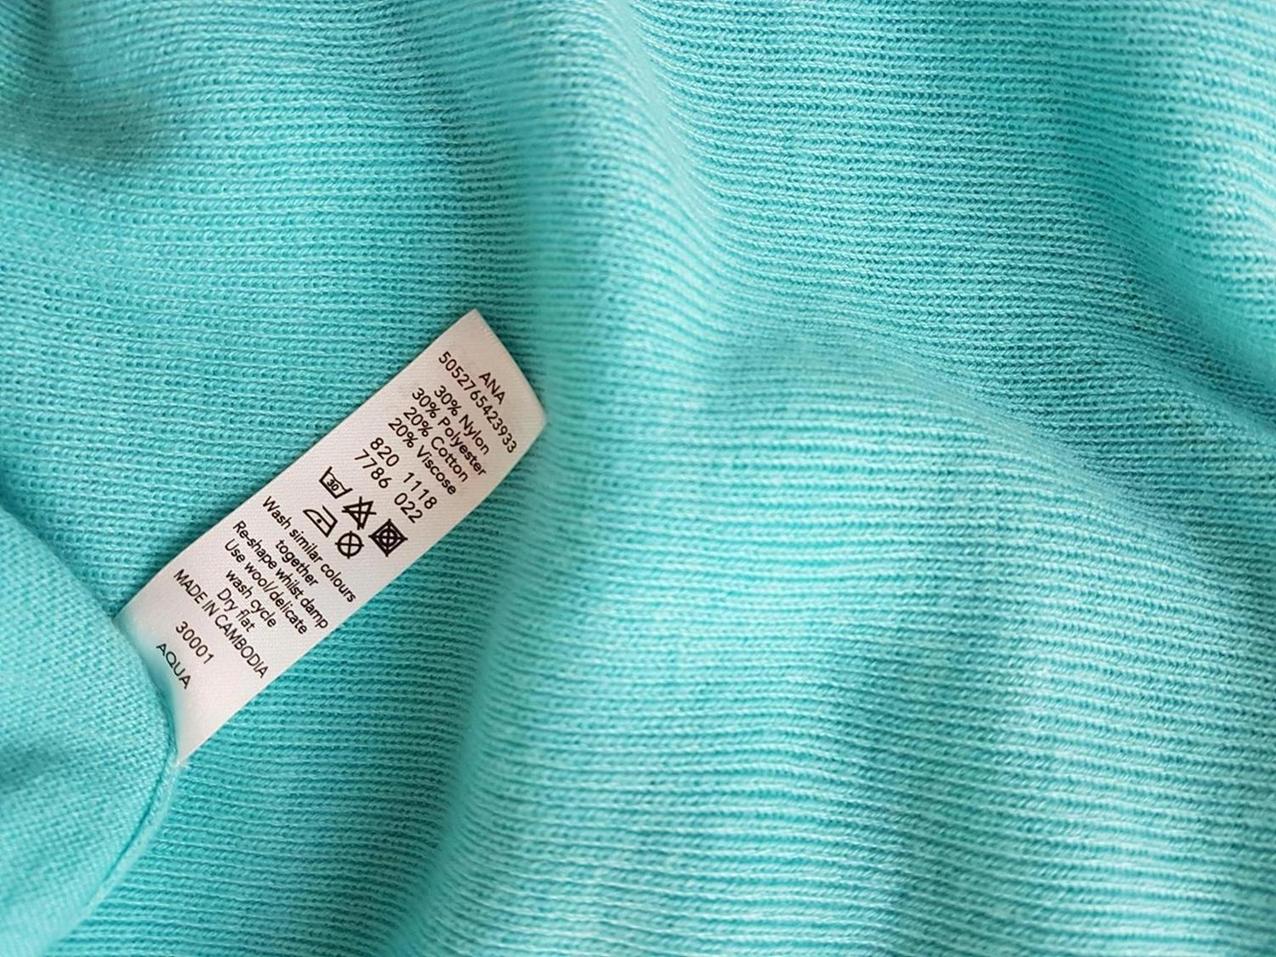 ANA
5052765423933
30% Nylon
30% Polyester
20% Cotton
20% Viscose
820 1118
7786 022
30
Wash similar colours
together
Re-shape whilst damp
Use wool/delicate
wash cycle
Dry flat
MADE IN CAMBODIA
30001
AQUA